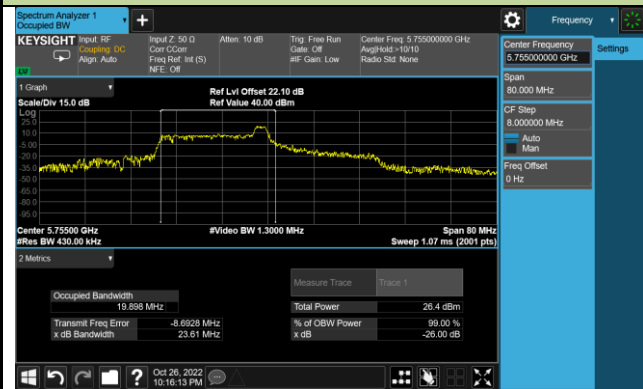 Spectrum Analyzer 1
Occupied BW
Frequency
KEYSIGHT
Input: RF
Coupling: DC
Align: Auto
Input Z: 50 Ω
Corr CCorr
Freq Ref: Int (S)
NFE: Off
Atten: 10 dB
Trig: Free Run
Gate: Off
#IF Gain: Low
Center Freq: 5.755000000 GHz
Avg|Hold:>10/10
Radio Std: None
Center Frequency
5.755000000 GHz
Settings
Span
80.000 MHz
CF Step
8.000000 MHz
Auto
Man
Freq Offset
0 Hz
1 Graph
Scale/Div 15.0 dB
Ref Lvl Offset 22.10 dB
Ref Value 40.00 dBm
Log
25.0
10.0
-5.00
-20.0
-35.0
-50.0
-65.0
-80.0
-95.0
Center 5.75500 GHz
#Res BW 430.00 kHz
#Video BW 1.3000 MHz
Span 80 MHz
Sweep 1.07 ms (2001 pts)
2 Metrics
Measure Trace
Trace 1
Occupied Bandwidth
19.898 MHz
Total Power
26.4 dBm
Transmit Freq Error
-8.6928 MHz
% of OBW Power
99.00 %
x dB Bandwidth
23.61 MHz
x dB
-26.00 dB
Oct 26, 2022
10:16:13 PM